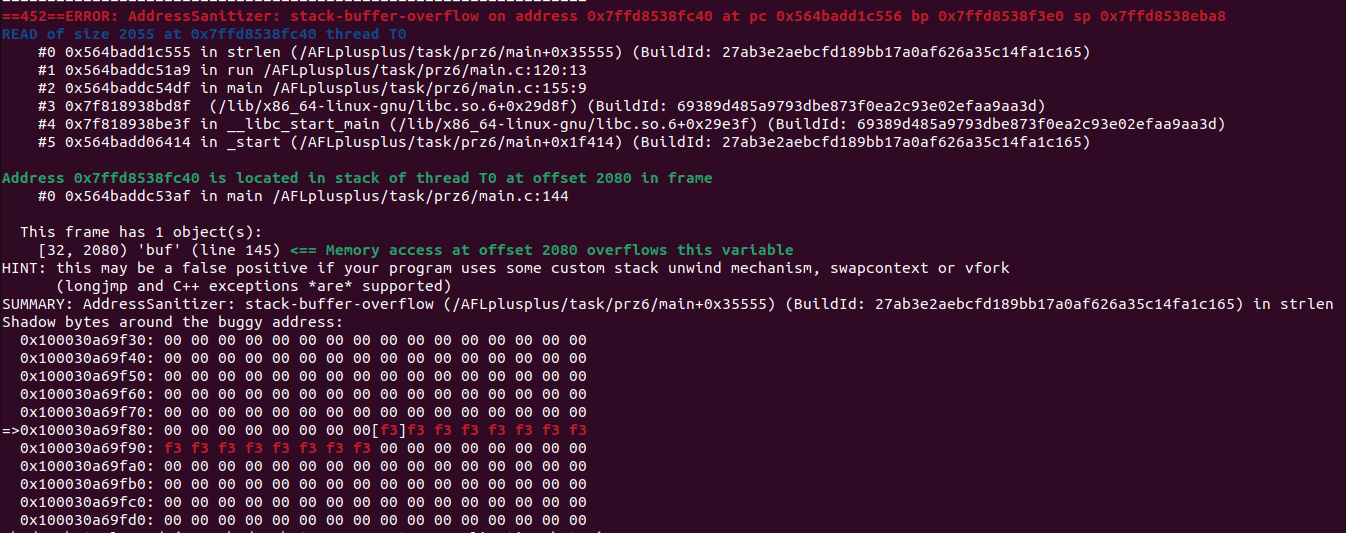 ==452==ERROR: AddressSanitizer: stack-buffer-overflow on address 0x7ffd8538fc40 at pc 0x564badd1c556 bp 0x7ffd8538f3e0 sp 0x7ffd8538eba8
READ of size 2055 at 0x7ffd8538fc40 thread T0
    #0 0x564badd1c555 in strlen (/AFLplusplus/task/prz6/main+0x35555) (BuildId: 27ab3e2aebcfd189bb17a0af626a35c14fa1c165)
    #1 0x564baddc51a9 in run /AFLplusplus/task/prz6/main.c:120:13
    #2 0x564baddc54df in main /AFLplusplus/task/prz6/main.c:155:9
    #3 0x7f818938bd8f  (/lib/x86_64-linux-gnu/libc.so.6+0x29d8f) (BuildId: 69389d485a9793dbe873f0ea2c93e02efaa9aa3d)
    #4 0x7f818938be3f in __libc_start_main (/lib/x86_64-linux-gnu/libc.so.6+0x29e3f) (BuildId: 69389d485a9793dbe873f0ea2c93e02efaa9aa3d)
    #5 0x564badd06414 in _start (/AFLplusplus/task/prz6/main+0x1f414) (BuildId: 27ab3e2aebcfd189bb17a0af626a35c14fa1c165)

Address 0x7ffd8538fc40 is located in stack of thread T0 at offset 2080 in frame
    #0 0x564baddc53af in main /AFLplusplus/task/prz6/main.c:144

  This frame has 1 object(s):
    [32, 2080) 'buf' (line 145) <== Memory access at offset 2080 overflows this variable
HINT: this may be a false positive if your program uses some custom stack unwind mechanism, swapcontext or vfork
      (longjmp and C++ exceptions *are* supported)
SUMMARY: AddressSanitizer: stack-buffer-overflow (/AFLplusplus/task/prz6/main+0x35555) (BuildId: 27ab3e2aebcfd189bb17a0af626a35c14fa1c165) in strlen
Shadow bytes around the buggy address:
  0x100030a69f30: 00 00 00 00 00 00 00 00 00 00 00 00 00 00 00 00
  0x100030a69f40: 00 00 00 00 00 00 00 00 00 00 00 00 00 00 00 00
  0x100030a69f50: 00 00 00 00 00 00 00 00 00 00 00 00 00 00 00 00
  0x100030a69f60: 00 00 00 00 00 00 00 00 00 00 00 00 00 00 00 00
  0x100030a69f70: 00 00 00 00 00 00 00 00 00 00 00 00 00 00 00 00
=>0x100030a69f80: 00 00 00 00 00 00 00 00[f3]f3 f3 f3 f3 f3 f3 f3
  0x100030a69f90: f3 f3 f3 f3 f3 f3 f3 f3 00 00 00 00 00 00 00 00
  0x100030a69fa0: 00 00 00 00 00 00 00 00 00 00 00 00 00 00 00 00
  0x100030a69fb0: 00 00 00 00 00 00 00 00 00 00 00 00 00 00 00 00
  0x100030a69fc0: 00 00 00 00 00 00 00 00 00 00 00 00 00 00 00 00
  0x100030a69fd0: 00 00 00 00 00 00 00 00 00 00 00 00 00 00 00 00